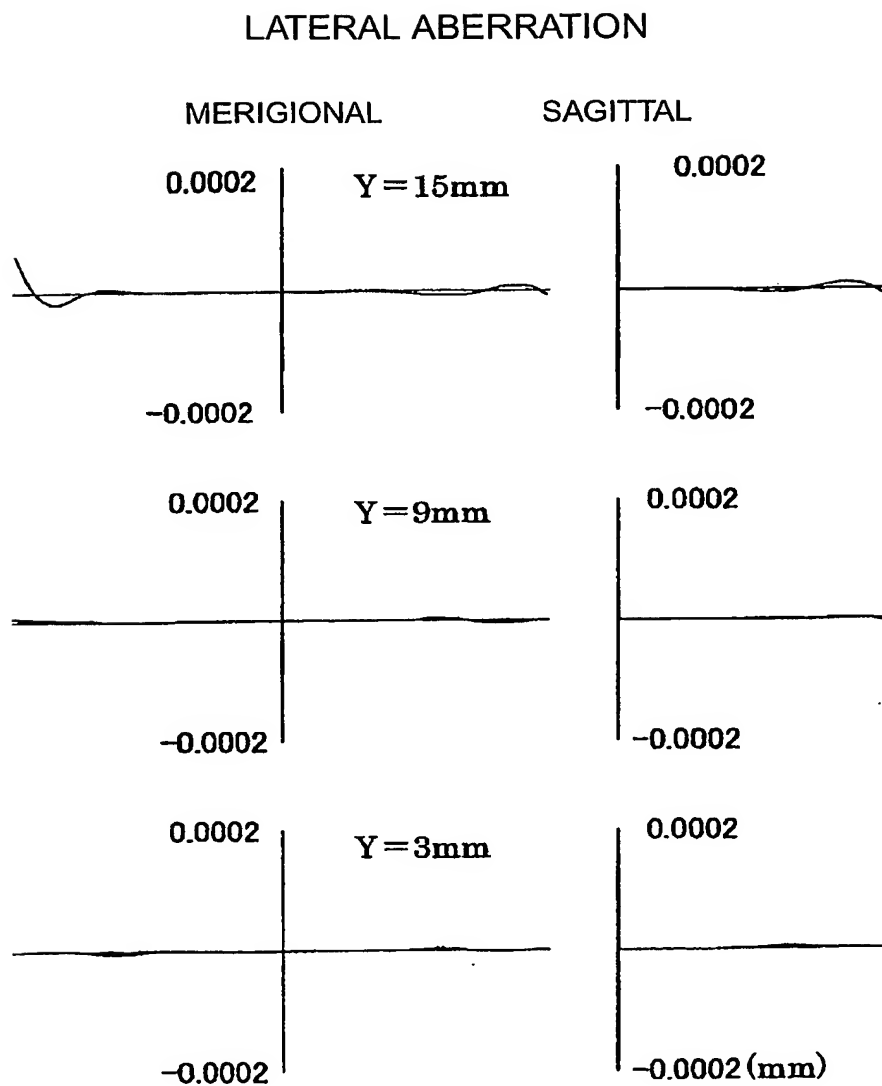 LATERAL ABERRATION
MERIGIONAL SAGITTAL
0.0002 Y=15mm 0.0002
−0.0002 −0.0002
0.0002 Y=9mm 0.0002
−0.0002 −0.0002
0.0002 Y=3mm 0.0002
−0.0002 −0.0002 (mm)